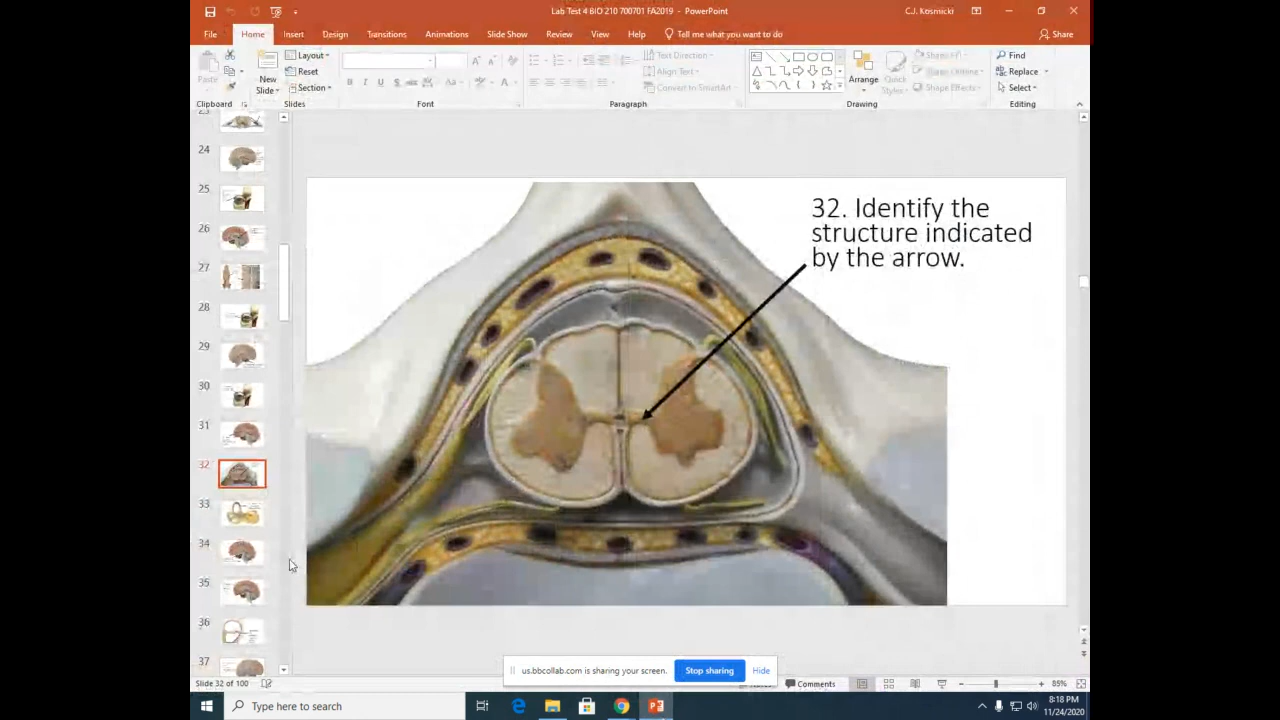 Lab Test 4 BIO 210 700701 FA2019 - PowerPoint
C.J. Kosmicki
File Home Insert Design Transitions Animations Slide Show Review View Help Tell me what you want to do Share
Paste
New
Slide
Layout
Reset
Section
Text Direction
Align Text
Convert to SmartArt
Arrange
Quick
Styles
Shape Fill
Shape Outline
Shape Effects
Find
Replace
Select
Clipboard Slides Font Paragraph Drawing Editing
23
24
25
26
27
28
29
30
31
32
33
34
35
36
37
32. Identify the
structure indicated
by the arrow.
us.bbcollab.com is sharing your screen. Stop sharing Hide
Slide 32 of 100 Comments 85%
Type here to search
8:18 PM
11/24/2020